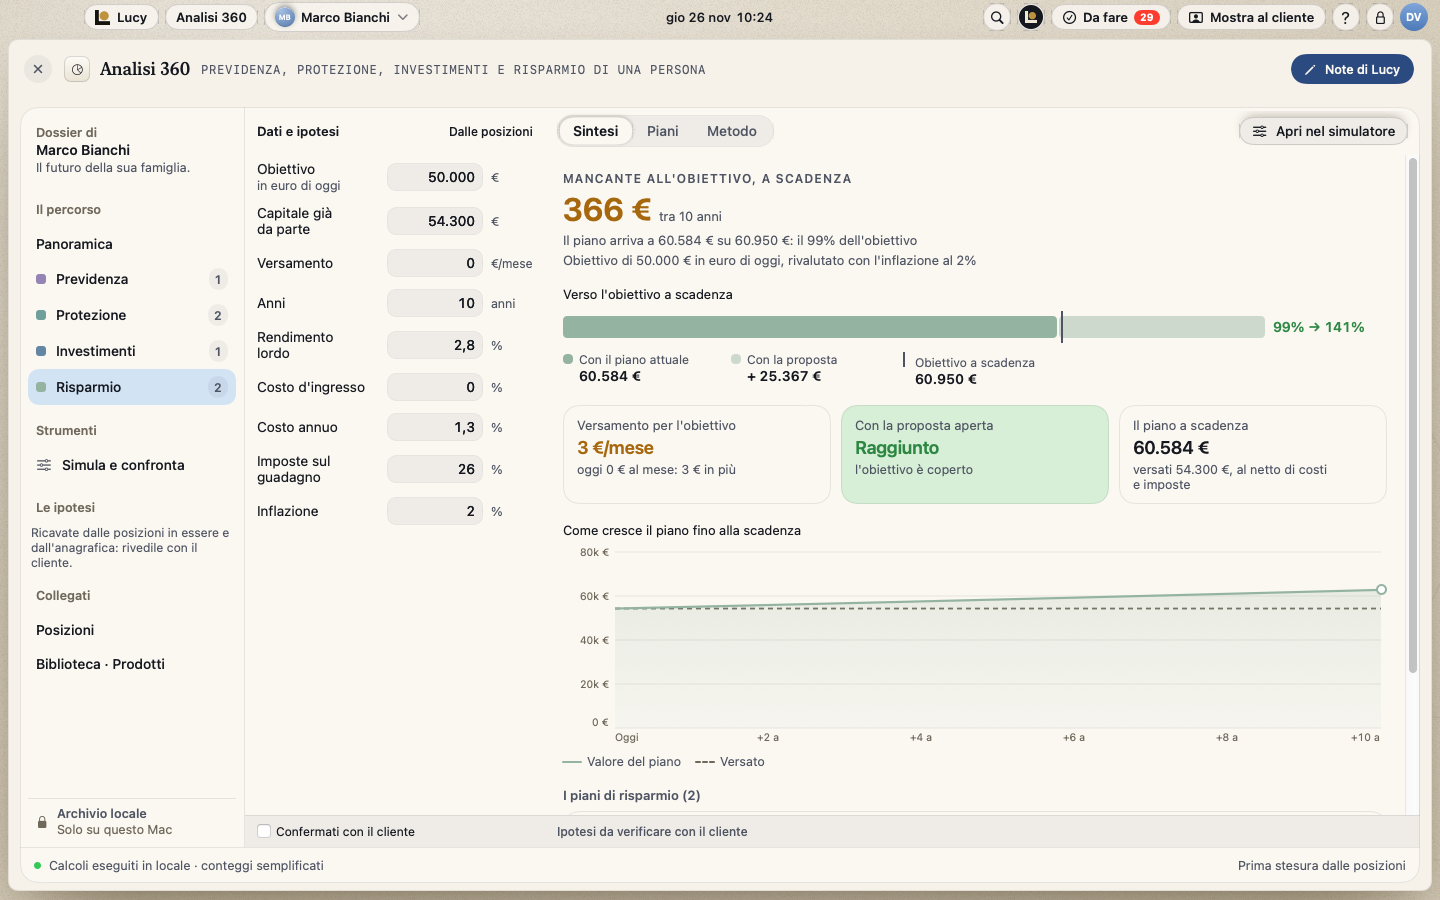 Lucy
Analisi 360
MB Marco Bianchi
gio 26 nov 10:24
Da fare 29
Mostra al cliente
?
DV
Analisi 360 PREVIDENZA, PROTEZIONE, INVESTIMENTI E RISPARMIO DI UNA PERSONA
Note di Lucy
Dossier di
Marco Bianchi
Il futuro della sua famiglia.
Il percorso
Panoramica
Previdenza 1
Protezione 2
Investimenti 1
Risparmio 2
Strumenti
Simula e confronta
Le ipotesi
Ricavate dalle posizioni in essere e
dall'anagrafica: rivedile con il
cliente.
Collegati
Posizioni
Biblioteca · Prodotti
Archivio locale
Solo su questo Mac
Dati e ipotesi Dalle posizioni
Obiettivo
in euro di oggi
50.000 €
Capitale già
da parte
54.300 €
Versamento 0 €/mese
Anni 10 anni
Rendimento
lordo
2,8 %
Costo d'ingresso 0 %
Costo annuo 1,3 %
Imposte sul
guadagno
26 %
Inflazione 2 %
Confermati con il cliente
Sintesi Piani Metodo
Apri nel simulatore
MANCANTE ALL'OBIETTIVO, A SCADENZA
366 € tra 10 anni
Il piano arriva a 60.584 € su 60.950 €: il 99% dell'obiettivo
Obiettivo di 50.000 € in euro di oggi, rivalutato con l'inflazione al 2%
Verso l'obiettivo a scadenza
99% → 141%
Con il piano attuale
60.584 €
Con la proposta
+ 25.367 €
Obiettivo a scadenza
60.950 €
Versamento per l'obiettivo
3 €/mese
oggi 0 € al mese: 3 € in più
Con la proposta aperta
Raggiunto
l'obiettivo è coperto
Il piano a scadenza
60.584 €
versati 54.300 €, al netto di costi
e imposte
Come cresce il piano fino alla scadenza
80k €
60k €
40k €
20k €
0 €
Oggi +2 a +4 a +6 a +8 a +10 a
Valore del piano Versato
I piani di risparmio (2)
Ipotesi da verificare con il cliente
Calcoli eseguiti in locale · conteggi semplificati
Prima stesura dalle posizioni